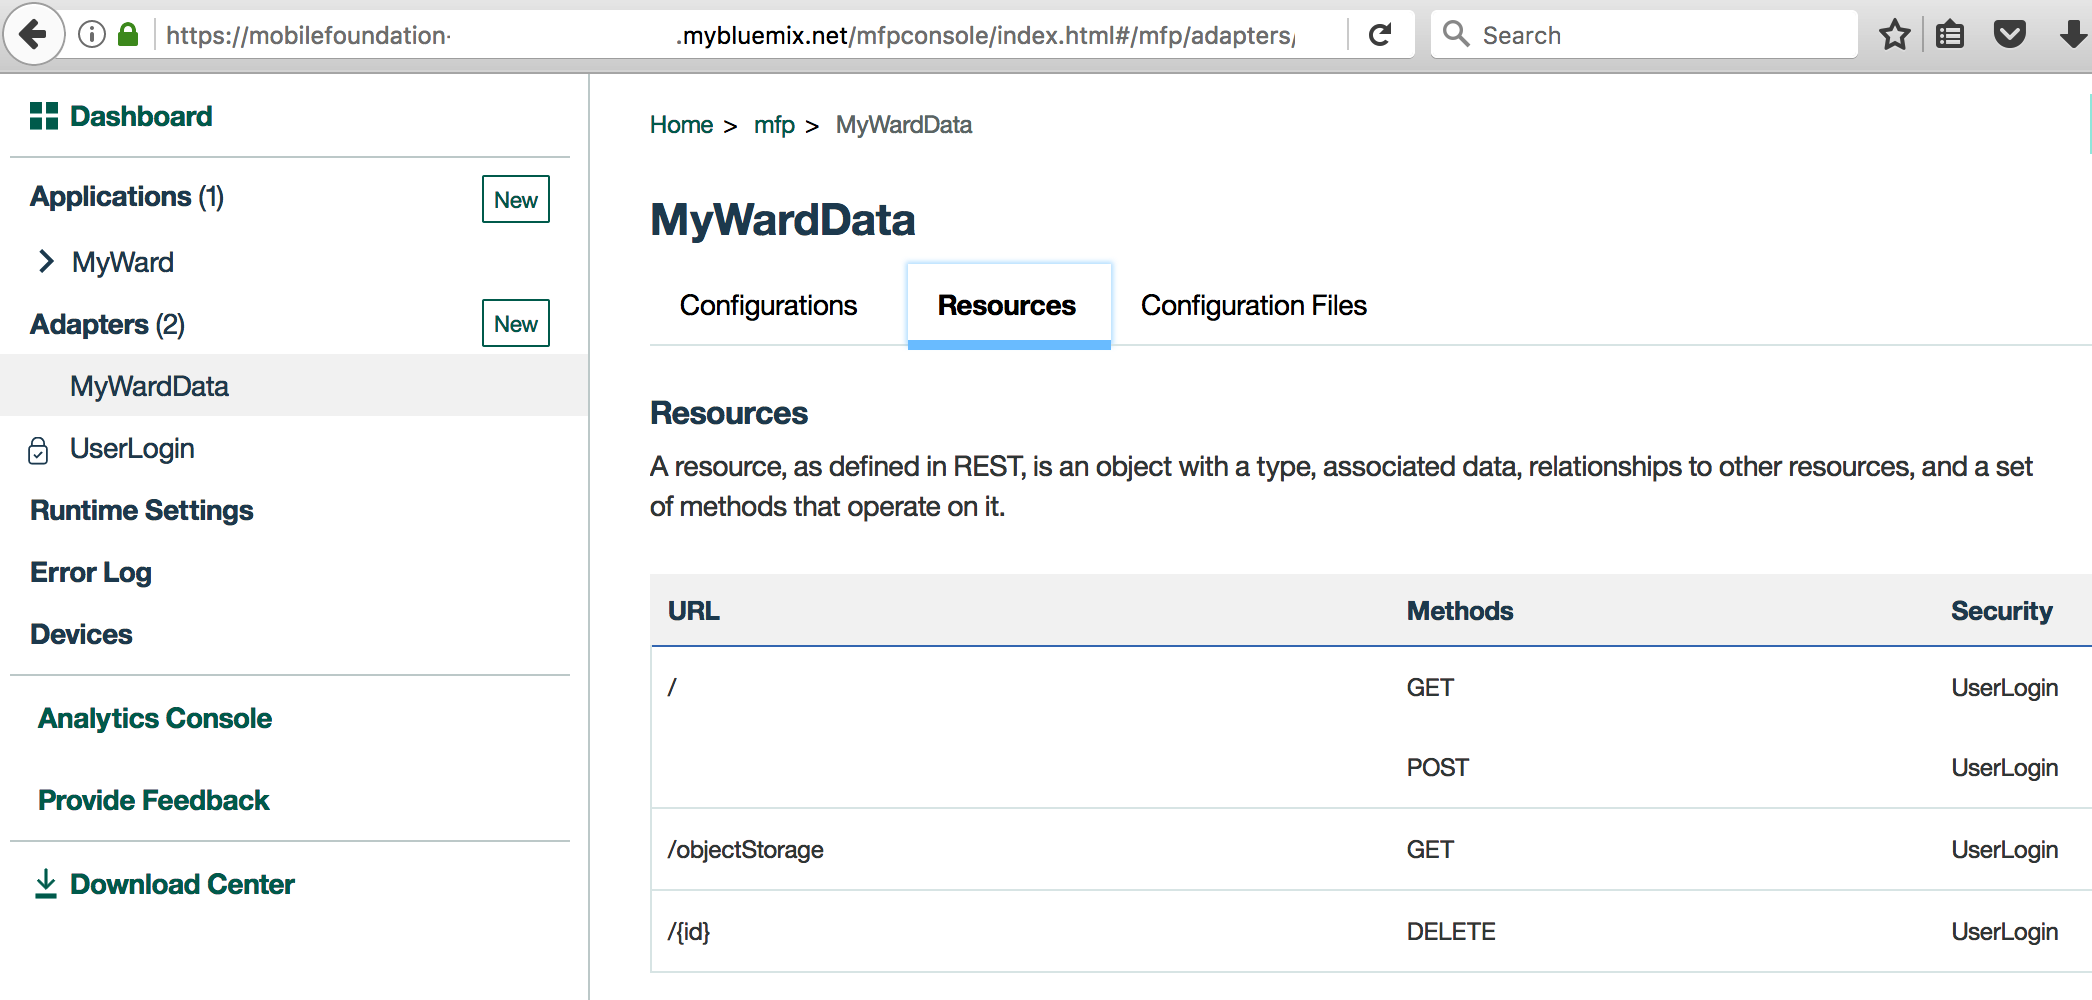 https://mobilefoundation- .mybluemix.net/mfpconsole/index.html#/mfp/adapters/
Search
Dashboard
Applications (1)
New
MyWard
Adapters (2)
New
MyWardData
UserLogin
Runtime Settings
Error Log
Devices
Analytics Console
Provide Feedback
Download Center
Home > mfp > MyWardData
MyWardData
Configurations Resources Configuration Files
Resources
A resource, as defined in REST, is an object with a type, associated data, relationships to other resources, and a set
of methods that operate on it.
URL Methods Security
/ GET UserLogin
POST UserLogin
/objectStorage GET UserLogin
/{id} DELETE UserLogin